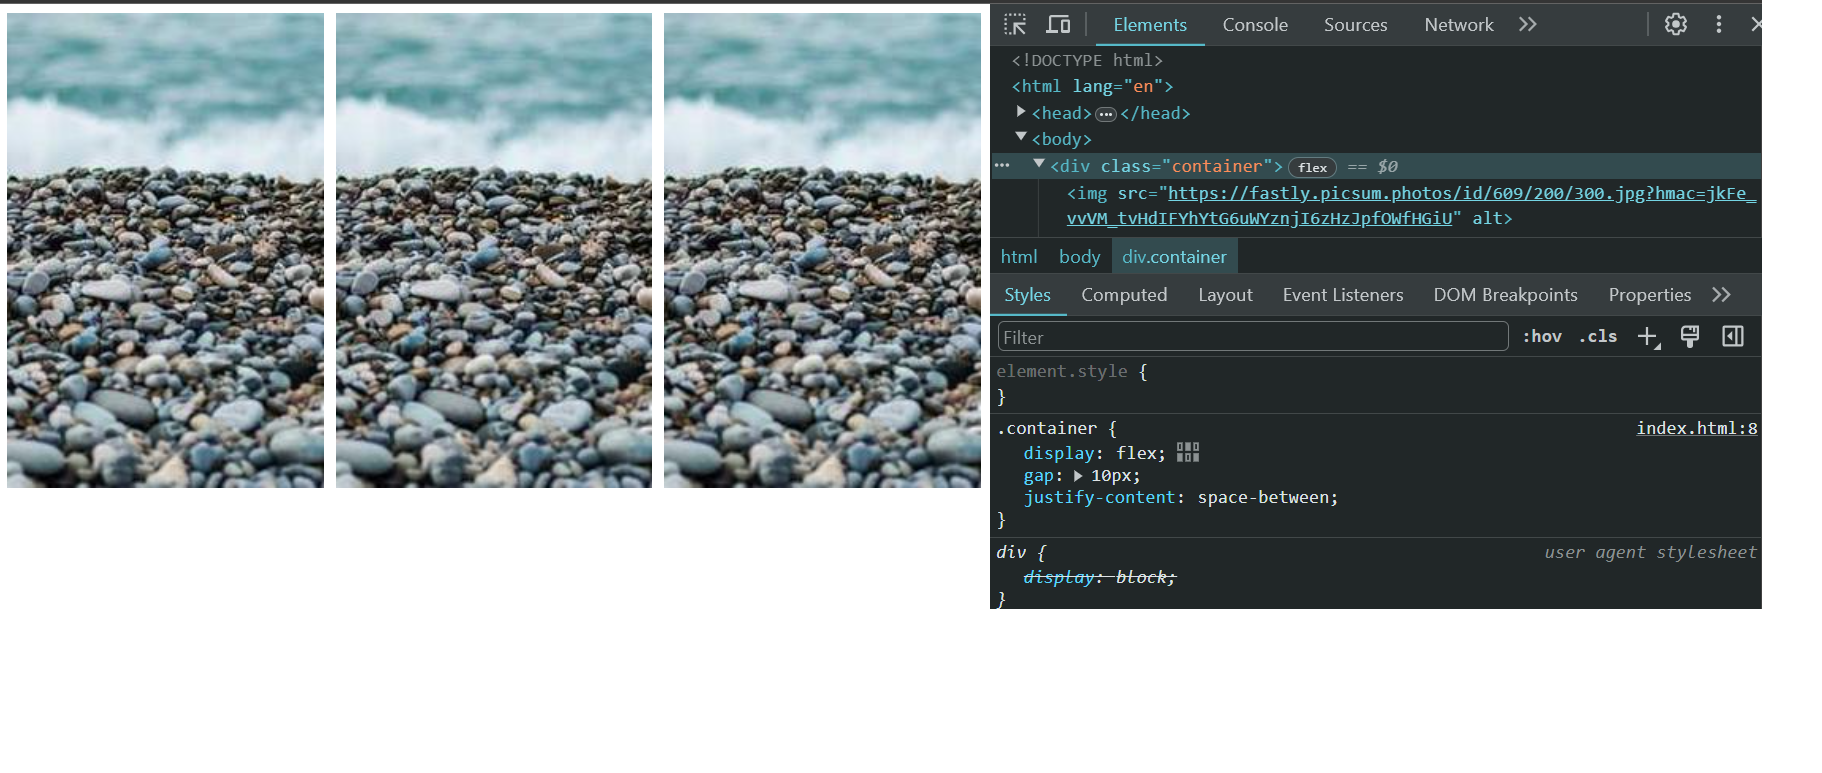 Elements Console Sources Network
<!DOCTYPE html>
<html lang="en">
<head> </head>
<body>
<div class="container"> flex == $0
<img src="https://fastly.picsum.photos/id/609/200/300.jpg?hmac=jkFe_
vvVM_tvHdIFYhYtG6uWYznjI6zHzJpfOWfHGiU" alt>
html body div.container
Styles Computed Layout Event Listeners DOM Breakpoints Properties
Filter :hov .cls
element.style {
}
.container { index.html:8
display: flex;
gap: 10px;
justify-content: space-between;
}
div { user agent stylesheet
display: block;
}